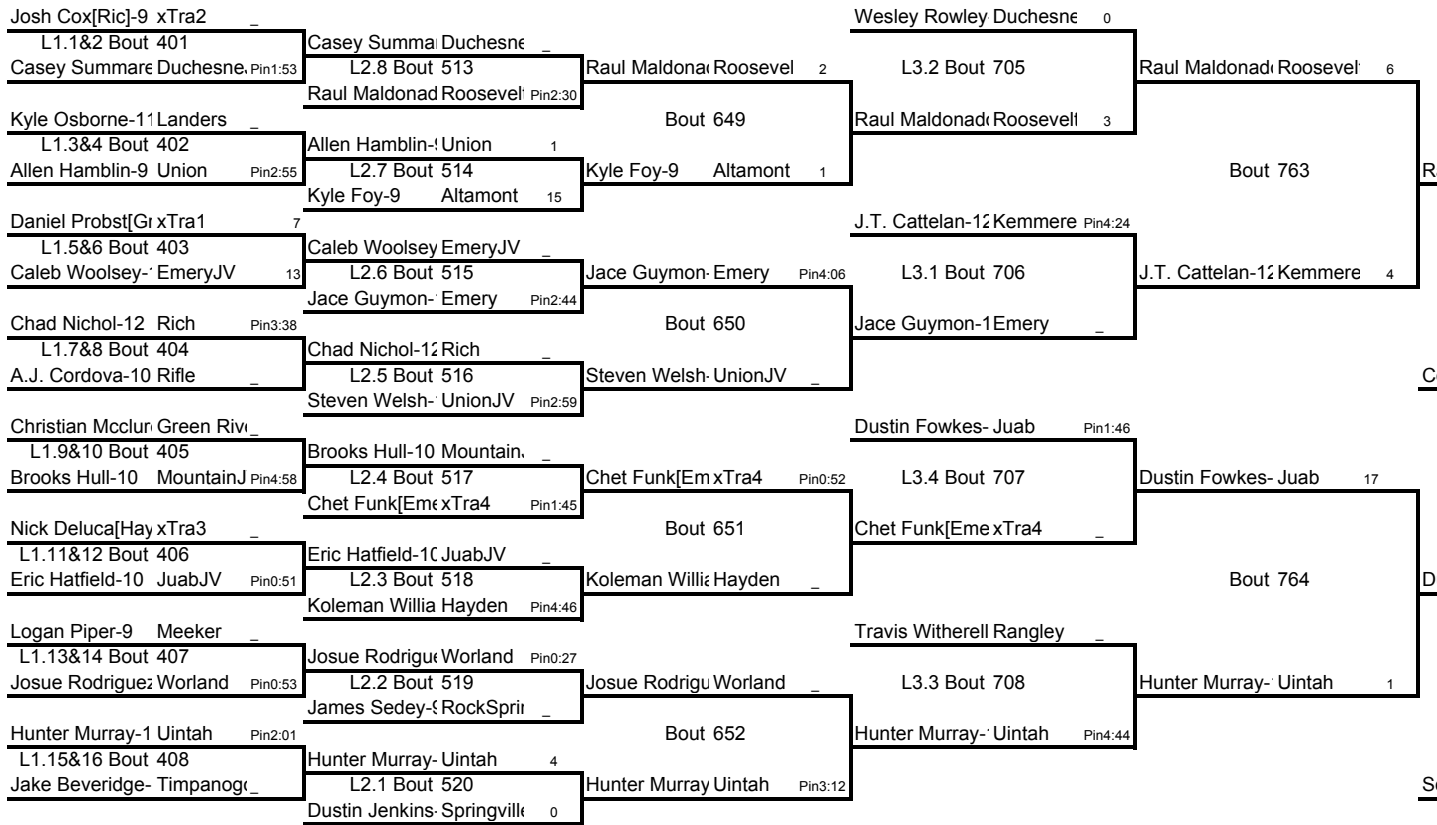 Josh Cox[Ric]-9 xTra2 _
Wesley Rowley Duchesne 0
L1.1&2 Bout 401
Casey Summar Duchesne _
Casey Summare Duchesne Pin1:53
L2.8 Bout 513
Raul Maldona Roosevel 2
L3.2 Bout 705
Raul Maldonad Roosevel 6
Raul Maldonad Roosevel Pin2:30
Kyle Osborne-11 Landers _
Bout 649
Raul Maldonad Roosevelt 3
L1.3&4 Bout 402
Allen Hamblin-9 Union 1
Allen Hamblin-9 Union Pin2:55
L2.7 Bout 514
Kyle Foy-9 Altamont 1
Bout 763
Ra
Kyle Foy-9 Altamont 15
Daniel Probst[Gr xTra1 7
J.T. Cattelan-12 Kemmere Pin4:24
L1.5&6 Bout 403
Caleb Woolsey EmeryJV _
Caleb Woolsey-1 EmeryJV 13
L2.6 Bout 515
Jace Guymon- Emery Pin4:06
L3.1 Bout 706
J.T. Cattelan-12 Kemmere 4
Jace Guymon- Emery Pin2:44
Chad Nichol-12 Rich Pin3:38
Bout 650
Jace Guymon-1 Emery _
L1.7&8 Bout 404
Chad Nichol-12 Rich _
A.J. Cordova-10 Rifle _
L2.5 Bout 516
Steven Welsh- UnionJV _
Co
Steven Welsh- UnionJV Pin2:59
Christian Mcclur Green Rive _
Dustin Fowkes- Juab Pin1:46
L1.9&10 Bout 405
Brooks Hull-10 Mountain _
Brooks Hull-10 MountainJ Pin4:58
L2.4 Bout 517
Chet Funk[Em xTra4 Pin0:52
L3.4 Bout 707
Dustin Fowkes- Juab 17
Chet Funk[Eme xTra4 Pin1:45
Nick Deluca[Hay xTra3 _
Bout 651
Chet Funk[Eme xTra4 _
L1.11&12 Bout 406
Eric Hatfield-10 JuabJV _
Eric Hatfield-10 JuabJV Pin0:51
L2.3 Bout 518
Koleman Willia Hayden _
Bout 764
D
Koleman Willia Hayden Pin4:46
Logan Piper-9 Meeker _
Travis Witherell Rangley _
L1.13&14 Bout 407
Josue Rodrigue Worland Pin0:27
Josue Rodriguez Worland Pin0:53
L2.2 Bout 519
Josue Rodrigu Worland _
L3.3 Bout 708
Hunter Murray- Uintah 1
James Sedey-9 RockSprin _
Hunter Murray-1 Uintah Pin2:01
Bout 652
Hunter Murray- Uintah Pin4:44
L1.15&16 Bout 408
Hunter Murray- Uintah 4
Jake Beveridge- Timpanogo _
L2.1 Bout 520
Hunter Murray Uintah Pin3:12
Se
Dustin Jenkins- Springville 0